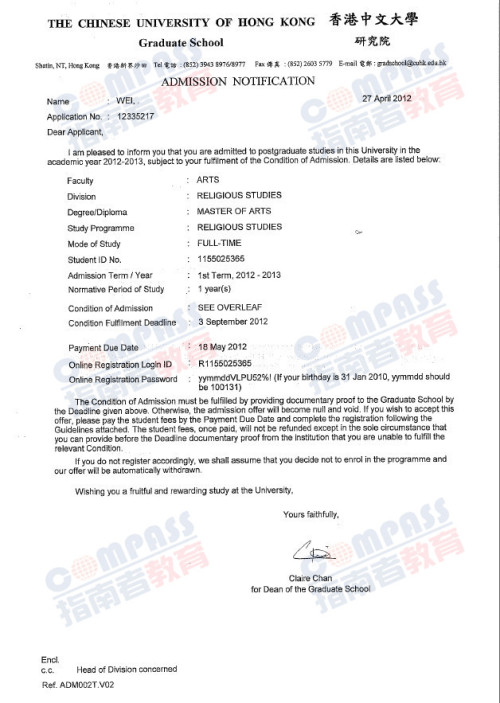 THE CHINESE UNIVERSITY OF HONG KONG 香港中文大學
Graduate School 研究院
Shatin, NT, Hong Kong 香港新界沙田 Tel 電話 : (852) 3943 8976/8977 Fax 傳真 : (852) 2603 5779 E-mail 電郵 : gradschool@cuhk.edu.hk
ADMISSION NOTIFICATION
Name : WEI, 27 April 2012
Application No. : 12335217
Dear Applicant,
I am pleased to inform you that you are admitted to postgraduate studies in this University in the
academic year 2012-2013, subject to your fulfilment of the Condition of Admission. Details are listed below:
Faculty : ARTS
Division : RELIGIOUS STUDIES
Degree/Diploma : MASTER OF ARTS
Study Programme : RELIGIOUS STUDIES
Mode of Study : FULL-TIME
Student ID No. : 1155025365
Admission Term / Year : 1st Term, 2012 - 2013
Normative Period of Study : 1 year(s)
Condition of Admission : SEE OVERLEAF
Condition Fulfilment Deadline : 3 September 2012
Payment Due Date : 18 May 2012
Online Registration Login ID : R1155025365
Online Registration Password : yymmddVLPU52%! (If your birthday is 31 Jan 2010, yymmdd should
be 100131)
The Condition of Admission must be fulfilled by providing documentary proof to the Graduate School by
the Deadline given above. Otherwise, the admission offer will become null and void. If you wish to accept this
offer, please pay the student fees by the Payment Due Date and complete the registration following the
Guidelines attached. The student fees, once paid, will not be refunded except in the sole circumstance that
you can provide before the Deadline documentary proof from the institution that you are unable to fulfill the
relevant Condition.
If you do not register accordingly, we shall assume that you decide not to enrol in the programme and
our offer will be automatically withdrawn.
Wishing you a fruitful and rewarding study at the University,
Yours faithfully,
Claire Chan
for Dean of the Graduate School
Encl.
c.c. Head of Division concerned
Ref. ADM002T.V02
COMPASS
指南者教育
COMPASS
指南者教育
COMPASS
指南者教育
COMPASS
指南者教育
COMPASS
指南者教育
COMPASS
指南者教育